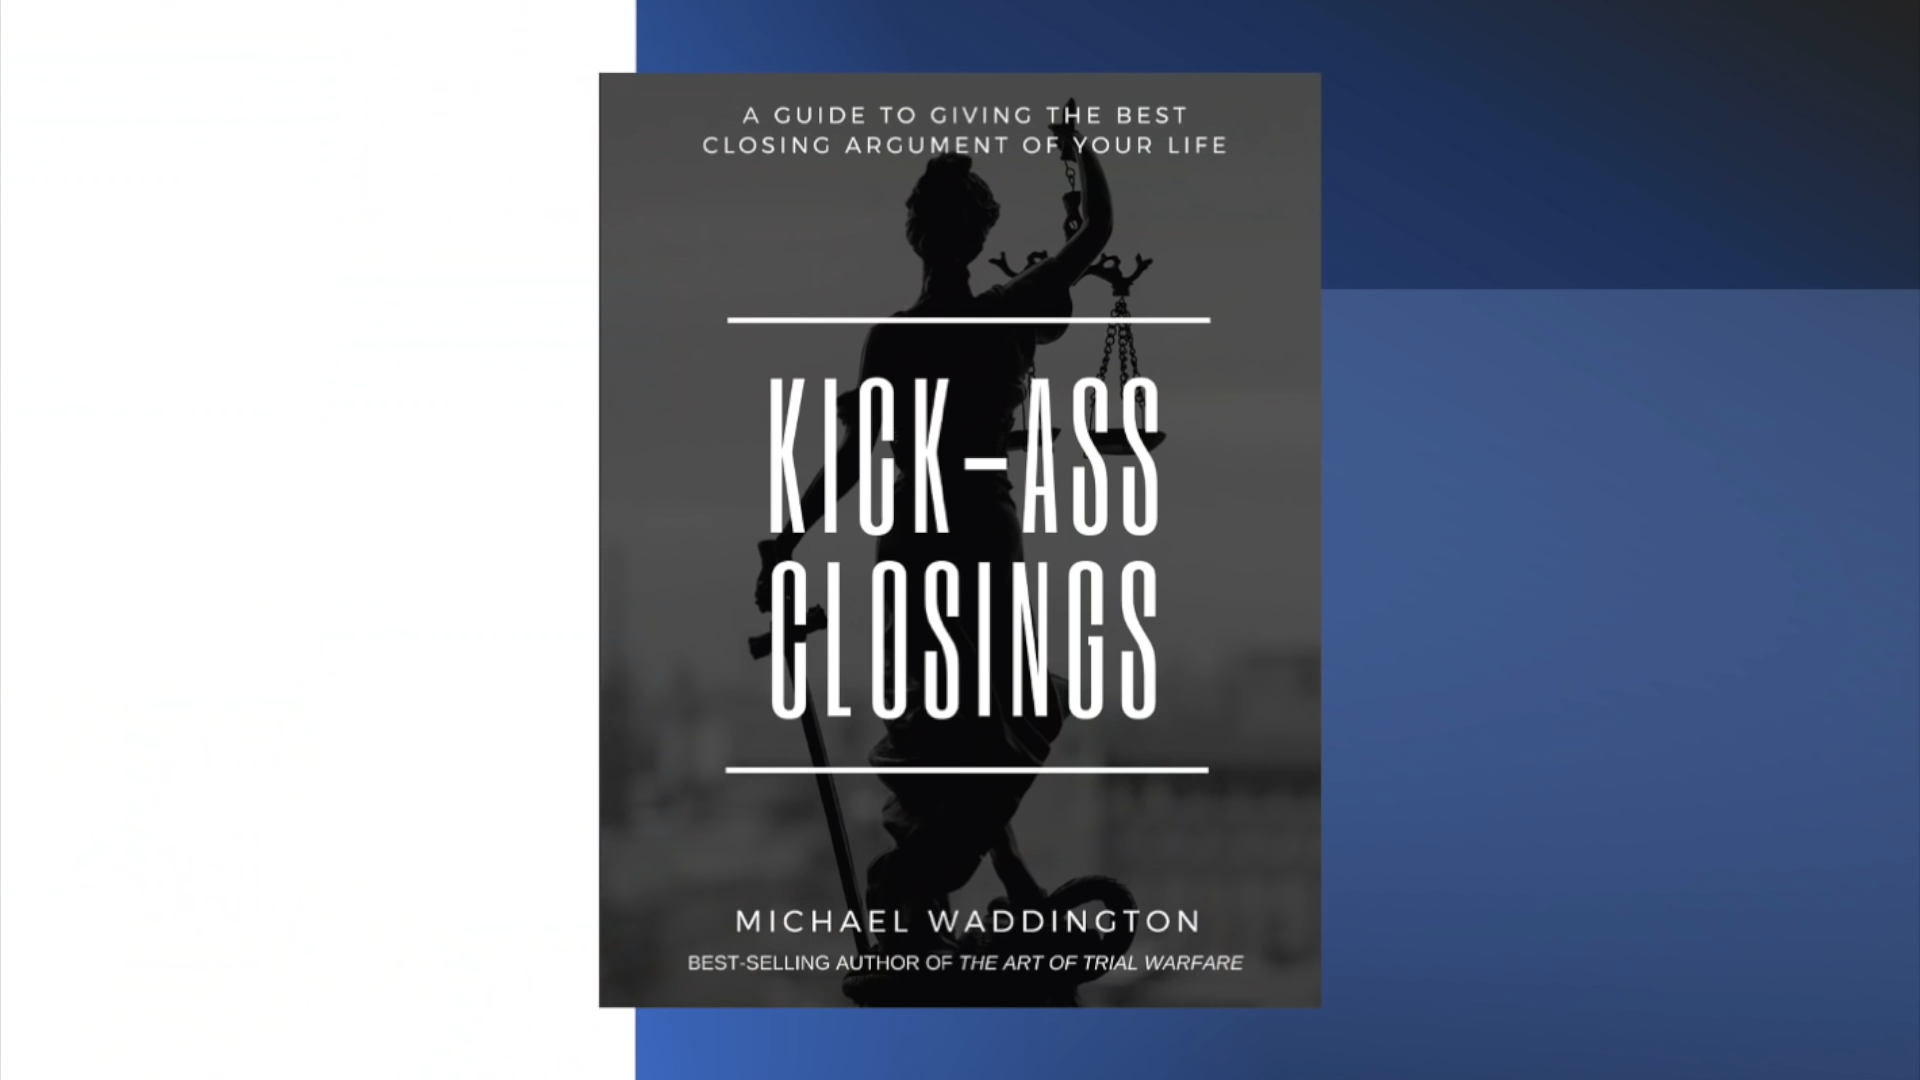 A GUIDE TO GIVING THE BEST
CLOSING ARGUMENT OF YOUR LIFE
KICK-ASS
CLOSINGS
MICHAEL WADDINGTON
BEST-SELLING AUTHOR OF THE ART OF TRIAL WARFARE